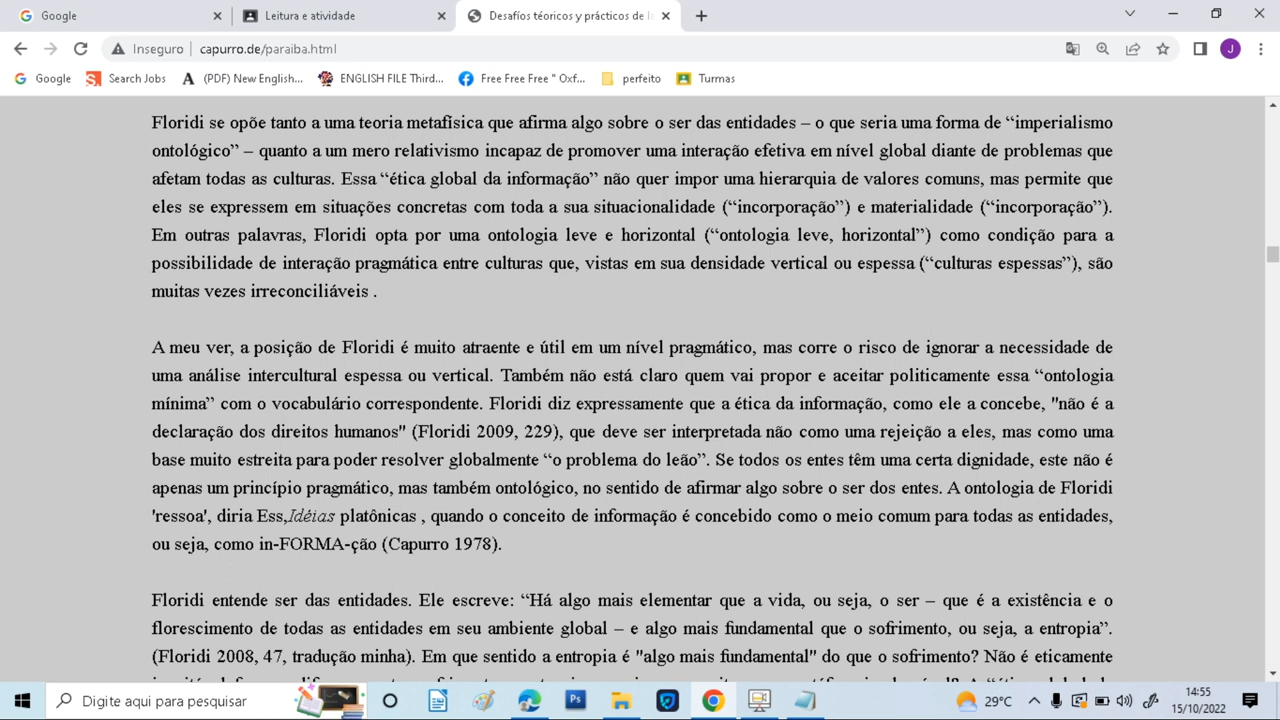 Google
Leitura e atividade
Desafíos téoricos y prácticos de l
Inseguro
capurro.de/paraiba.html
J
Google
Search Jobs
(PDF) New English...
ENGLISH FILE Third...
Free Free Free " Oxf...
perfeito
Turmas
Floridi se opõe tanto a uma teoria metafísica que afirma algo sobre o ser das entidades – o que seria uma forma de “imperialismo
ontológico” – quanto a um mero relativismo incapaz de promover uma interação efetiva em nível global diante de problemas que
afetam todas as culturas. Essa “ética global da informação” não quer impor uma hierarquia de valores comuns, mas permite que
eles se expressem em situações concretas com toda a sua situacionalidade (“incorporação”) e materialidade (“incorporação”).
Em outras palavras, Floridi opta por uma ontologia leve e horizontal (“ontologia leve, horizontal”) como condição para a
possibilidade de interação pragmática entre culturas que, vistas em sua densidade vertical ou espessa (“culturas espessas”), são
muitas vezes irreconciliáveis .
A meu ver, a posição de Floridi é muito atraente e útil em um nível pragmático, mas corre o risco de ignorar a necessidade de
uma análise intercultural espessa ou vertical. Também não está claro quem vai propor e aceitar politicamente essa “ontologia
mínima” com o vocabulário correspondente. Floridi diz expressamente que a ética da informação, como ele a concebe, "não é a
declaração dos direitos humanos" (Floridi 2009, 229), que deve ser interpretada não como uma rejeição a eles, mas como uma
base muito estreita para poder resolver globalmente “o problema do leão”. Se todos os entes têm uma certa dignidade, este não é
apenas um princípio pragmático, mas também ontológico, no sentido de afirmar algo sobre o ser dos entes. A ontologia de Floridi
'ressoa', diria Ess,Idéias platônicas , quando o conceito de informação é concebido como o meio comum para todas as entidades,
ou seja, como in-FORMA-ção (Capurro 1978).
Floridi entende ser das entidades. Ele escreve: “Há algo mais elementar que a vida, ou seja, o ser – que é a existência e o
florescimento de todas as entidades em seu ambiente global – e algo mais fundamental que o sofrimento, ou seja, a entropia”.
(Floridi 2008, 47, tradução minha). Em que sentido a entropia é "algo mais fundamental" do que o sofrimento? Não é eticamente
Digite aqui para pesquisar
Ps
29°C
14:55
15/10/2022